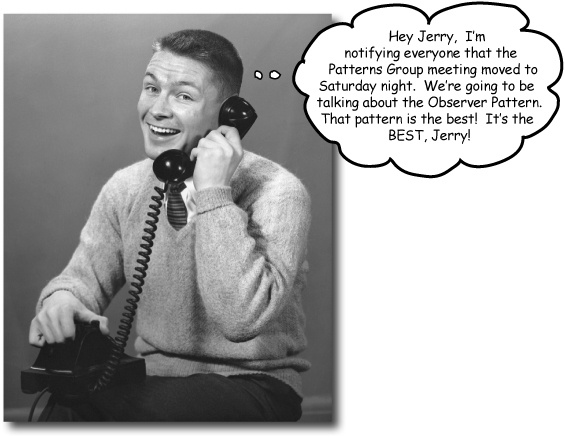 Hey Jerry, I'm
notifying everyone that the
Patterns Group meeting moved to
Saturday night. We're going to be
talking about the Observer Pattern.
That pattern is the best! It's the
BEST, Jerry!